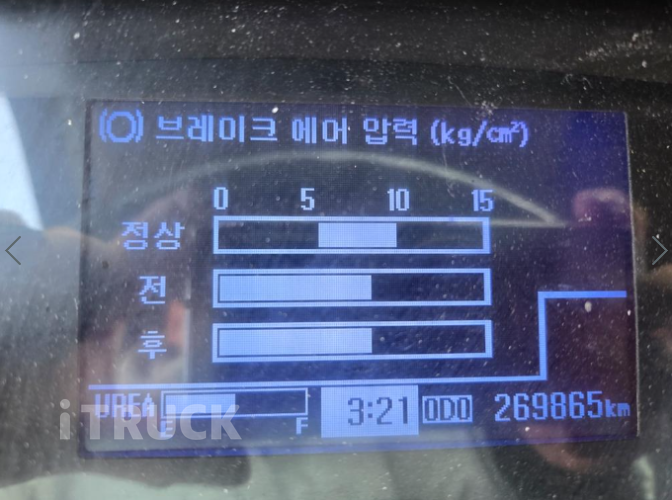 브레이크 에어 압력 (kg/cm²)
0 5 10 15
정상
전
후
UREA E F 3:21 ODO 269865km
iTRUCK